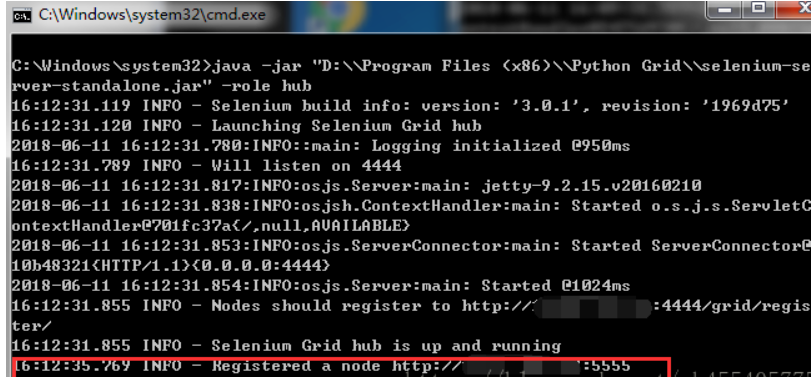 C:\Windows\system32\cmd.exe
C:\Windows\system32>java -jar "D:\\Program Files (x86)\\Python Grid\\selenium-se
rver-standalone.jar" -role hub
16:12:31.119 INFO - Selenium build info: version: '3.0.1', revision: '1969d75'
16:12:31.120 INFO - Launching Selenium Grid hub
2018-06-11 16:12:31.780:INFO::main: Logging initialized @950ms
16:12:31.789 INFO - Will listen on 4444
2018-06-11 16:12:31.817:INFO:osjs.Server:main: jetty-9.2.15.v20160210
2018-06-11 16:12:31.838:INFO:osjsh.ContextHandler:main: Started o.s.j.s.ServletC
ontextHandler@701fc37a{/,null,AVAILABLE}
2018-06-11 16:12:31.853:INFO:osjs.ServerConnector:main: Started ServerConnector@
10b48321{HTTP/1.1}{0.0.0.0:4444}
2018-06-11 16:12:31.854:INFO:osjs.Server:main: Started @1024ms
16:12:31.855 INFO - Nodes should register to http:// :4444/grid/regis
ter/
16:12:31.855 INFO - Selenium Grid hub is up and running
16:12:35.769 INFO - Registered a node http:// :5555